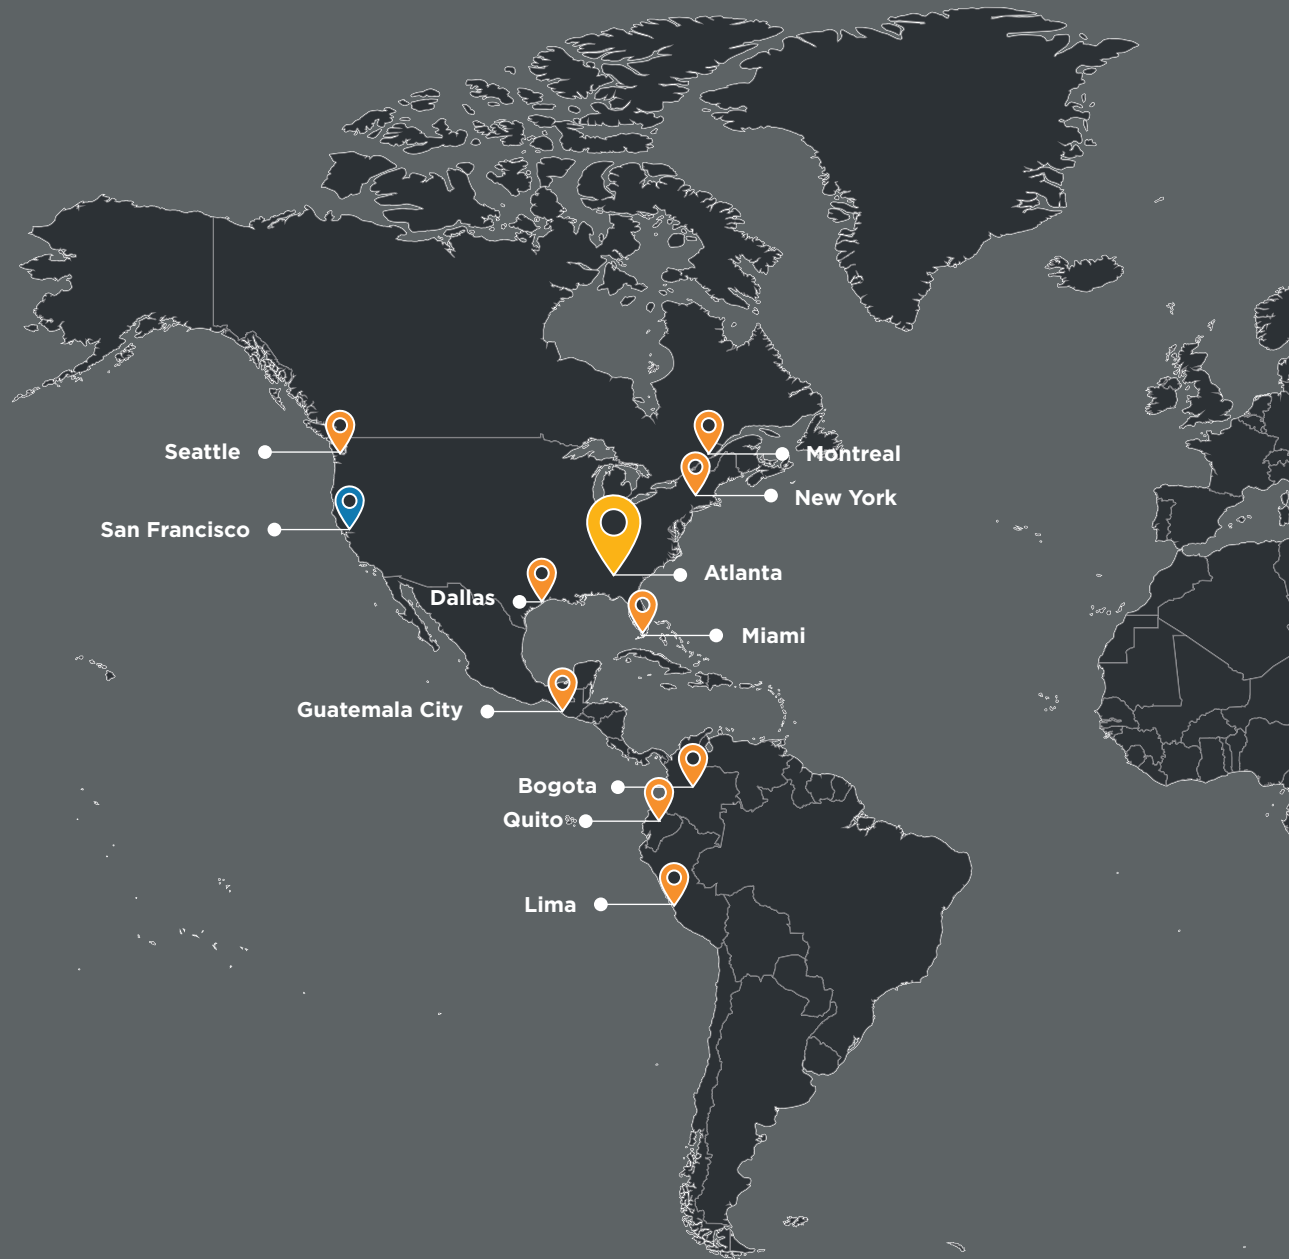 Seattle
Montreal
New York
San Francisco
Atlanta
Dallas
Miami
Guatemala City
Bogota
Quito
Lima